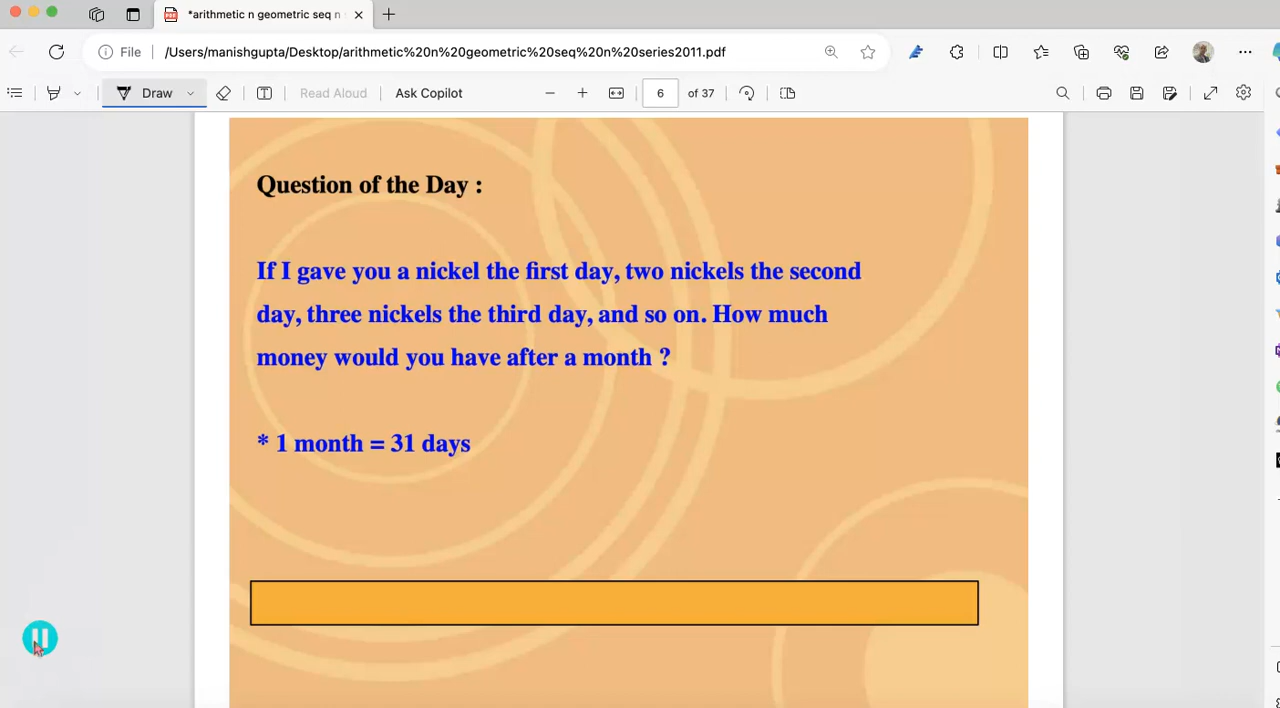 *arithmetic n geometric seq n
File
/Users/manishgupta/Desktop/arithmetic%20n%20geometric%20seq%20n%20series2011.pdf
Draw
Read Aloud
Ask Copilot
6
of 37
Question of the Day :
If I gave you a nickel the first day, two nickels the second
day, three nickels the third day, and so on. How much
money would you have after a month ?
* 1 month = 31 days